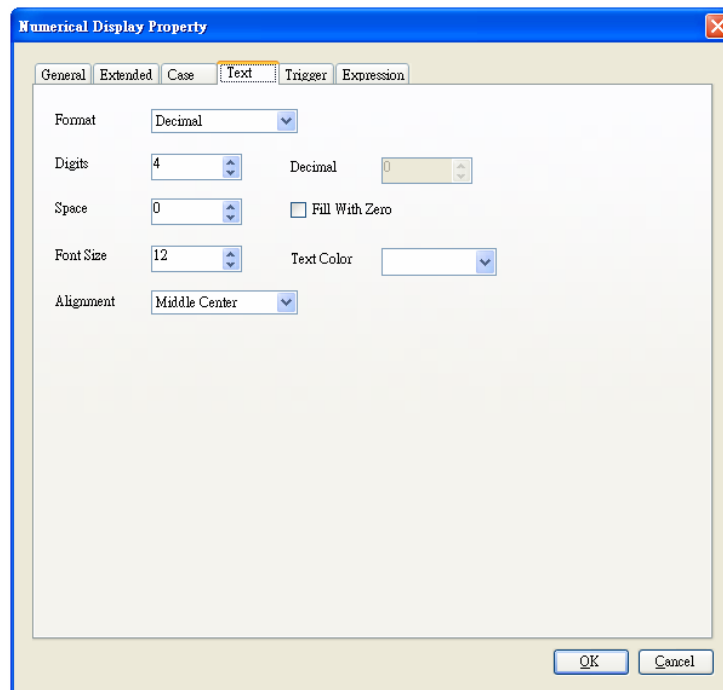 Numerical Display Property
General Extended Case Text Trigger Expression
Format Decimal
Digits 4 Decimal 0
Space 0 Fill With Zero
Font Size 12 Text Color
Alignment Middle Center
OK Cancel